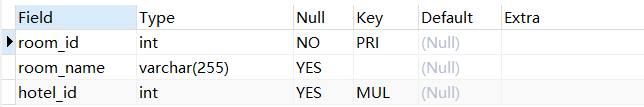 Field Type Null Key Default Extra
room_id int NO PRI (Null)
room_name varchar(255) YES (Null)
hotel_id int YES MUL (Null)